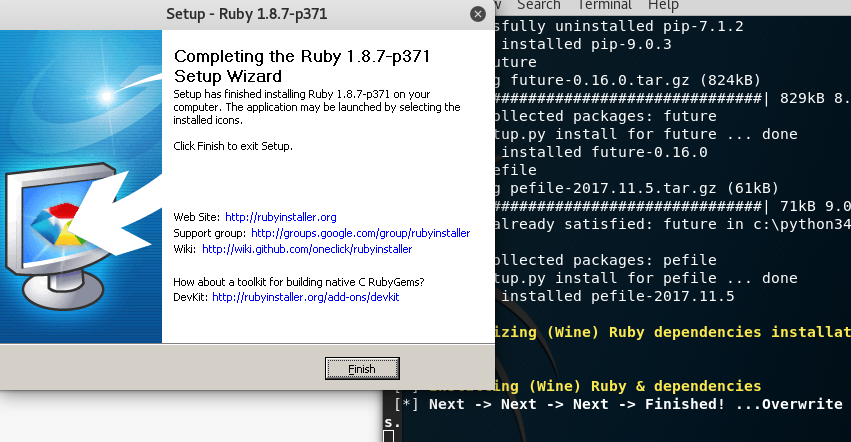 Setup - Ruby 1.8.7-p371
Completing the Ruby 1.8.7-p371
Setup Wizard
Setup has finished installing Ruby 1.8.7-p371 on your
computer. The application may be launched by selecting the
installed icons.
Click Finish to exit Setup.
Web Site: http://rubyinstaller.org
Support group: http://groups.google.com/group/rubyinstaller
Wiki: http://wiki.github.com/oneclick/rubyinstaller
How about a toolkit for building native C RubyGems?
DevKit: http://rubyinstaller.org/add-ons/devkit
Finish
Search Terminal Help
sfully uninstalled pip-7.1.2
installed pip-9.0.3
uture
g future-0.16.0.tar.gz (824kB)
##############################| 829kB 8.
ollected packages: future
tup.py install for future ... done
installed future-0.16.0
efile
g pefile-2017.11.5.tar.gz (61kB)
##############################| 71kB 9.0
already satisfied: future in c:\python34
ollected packages: pefile
tup.py install for pefile ... done
installed pefile-2017.11.5
izing (Wine) Ruby dependencies installat
(Wine) Ruby & dependencies
[*] Next -> Next -> Next -> Finished! ...Overwrite
s.